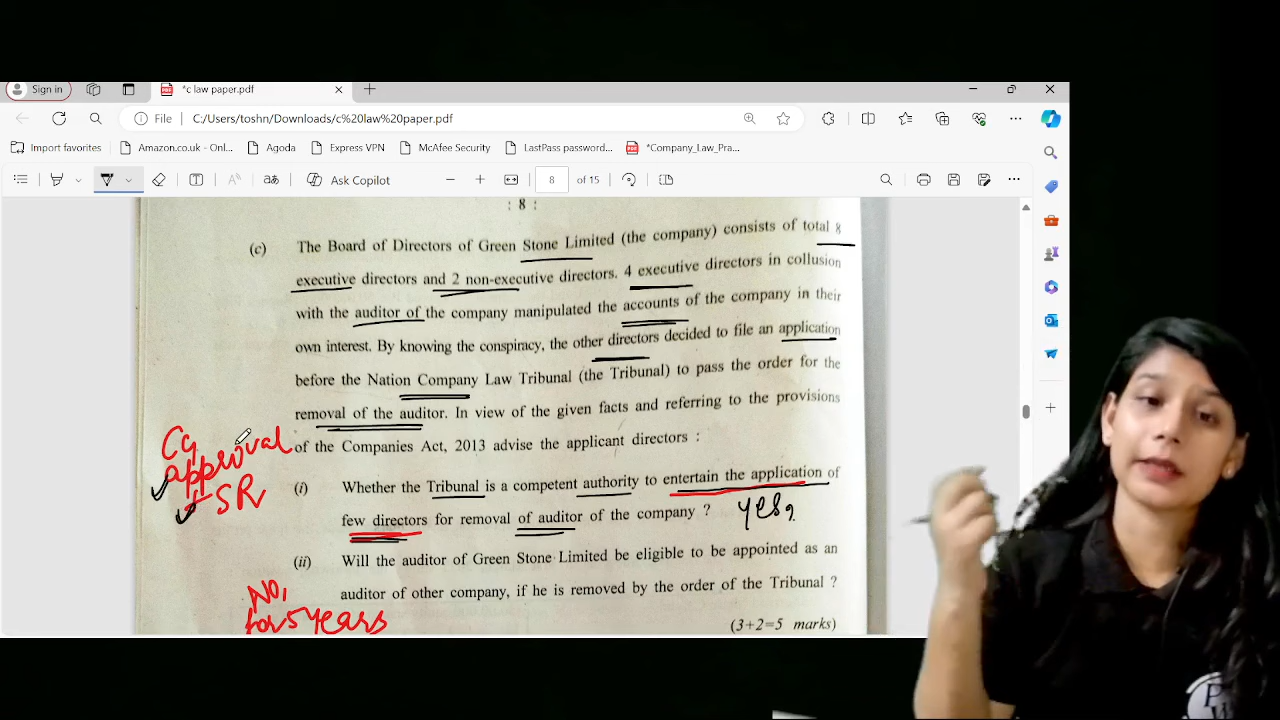 Sign in
*c law paper.pdf
File
C:/Users/toshn/Downloads/c%20law%20paper.pdf
Import favorites
Amazon.co.uk - Onl...
Agoda
Express VPN
McAfee Security
LastPass password...
*Company_Law_Pra...
Ask Copilot
8 of 15
: 8 :
(c) The Board of Directors of Green Stone Limited (the company) consists of total 8
executive directors and 2 non-executive directors. 4 executive directors in collusion
with the auditor of the company manipulated the accounts of the company in their
own interest. By knowing the conspiracy, the other directors decided to file an application
before the Nation Company Law Tribunal (the Tribunal) to pass the order for the
removal of the auditor. In view of the given facts and referring to the provisions
of the Companies Act, 2013 advise the applicant directors :
CG
approval
+ SR
(i) Whether the Tribunal is a competent authority to entertain the application of
few directors for removal of auditor of the company ?
yes
(ii) Will the auditor of Green Stone Limited be eligible to be appointed as an
auditor of other company, if he is removed by the order of the Tribunal ?
No,
for 5 years
(3+2=5 marks)